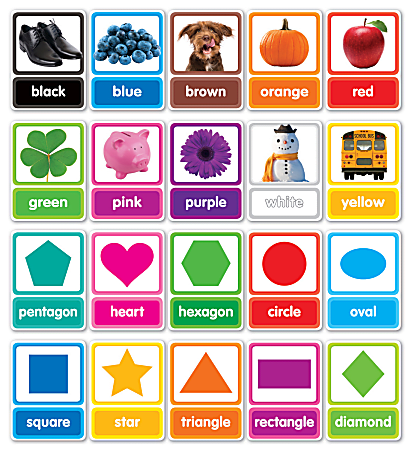 black blue brown orange red
SCHOOL BUS
green pink purple white yellow
pentagon heart hexagon circle oval
square star triangle rectangle diamond